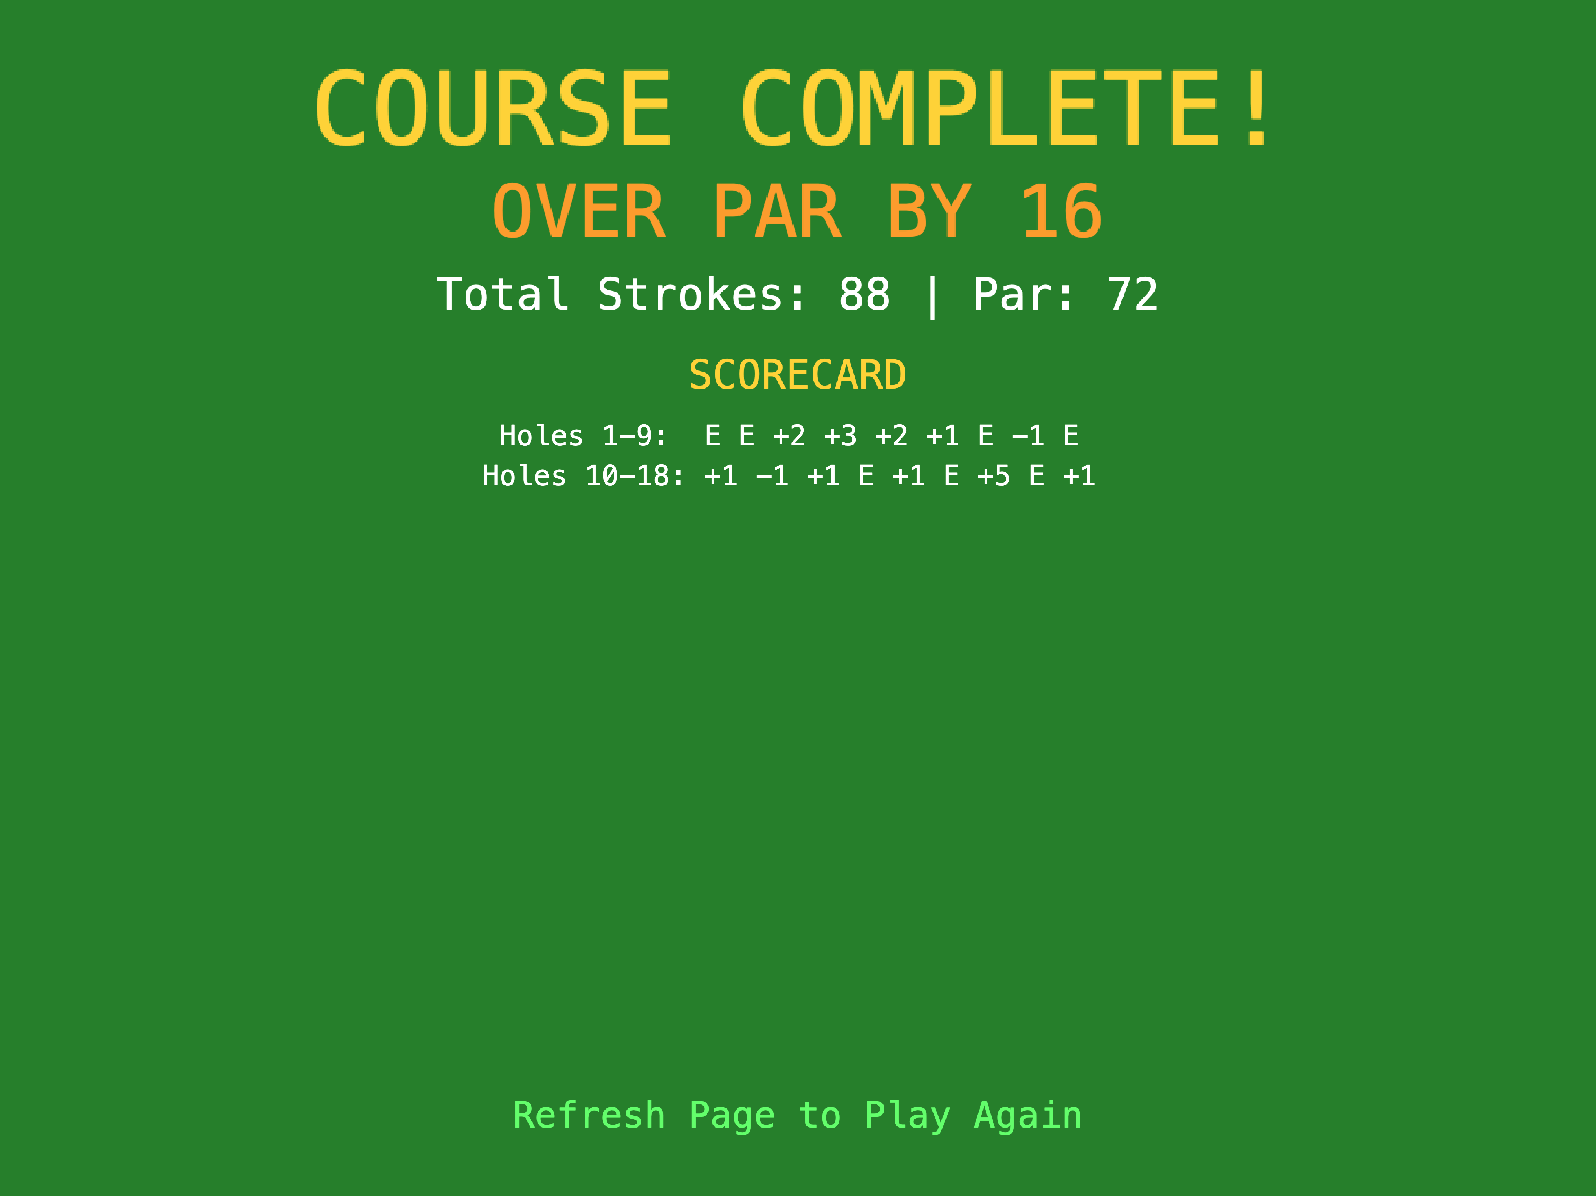 COURSE COMPLETE!
OVER PAR BY 16
Total Strokes: 88 | Par: 72
SCORECARD
Holes 1-9:  E E +2 +3 +2 +1 E -1 E
Holes 10-18: +1 -1 +1 E +1 E +5 E +1
Refresh Page to Play Again